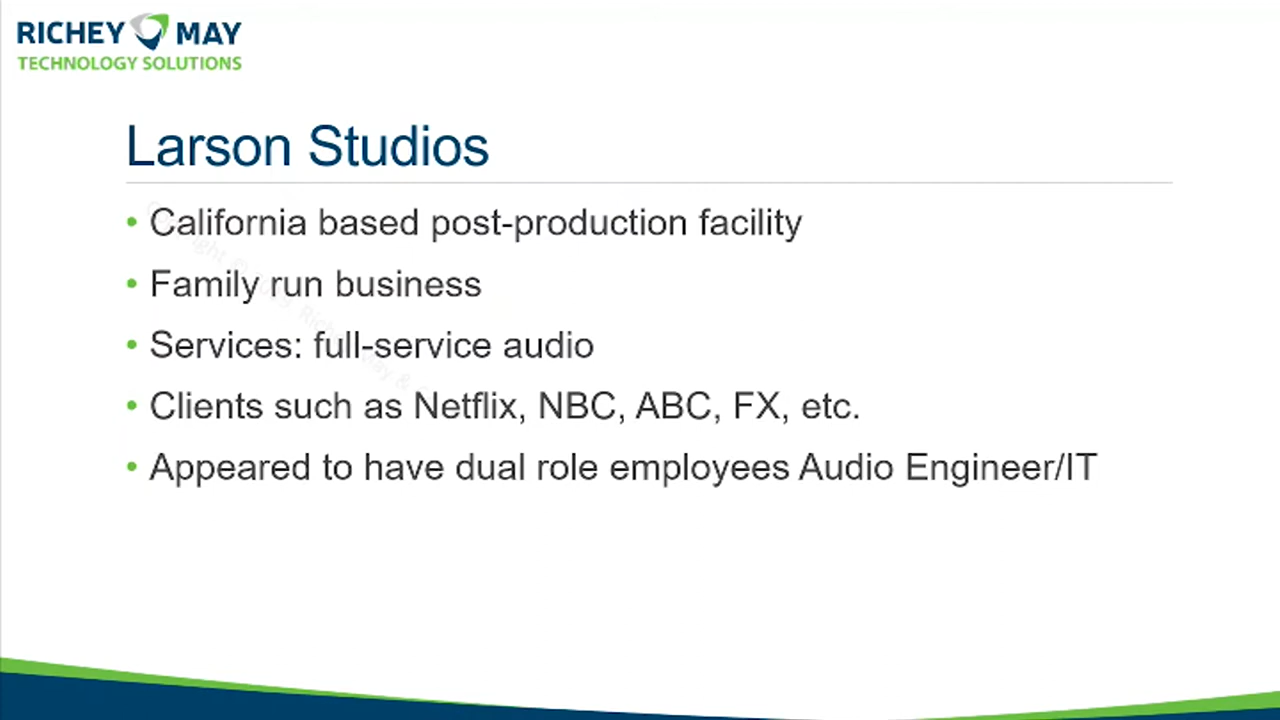 RICHEY MAY
TECHNOLOGY SOLUTIONS
Larson Studios
• California based post-production facility
• Family run business
• Services: full-service audio
• Clients such as Netflix, NBC, ABC, FX, etc.
• Appeared to have dual role employees Audio Engineer/IT